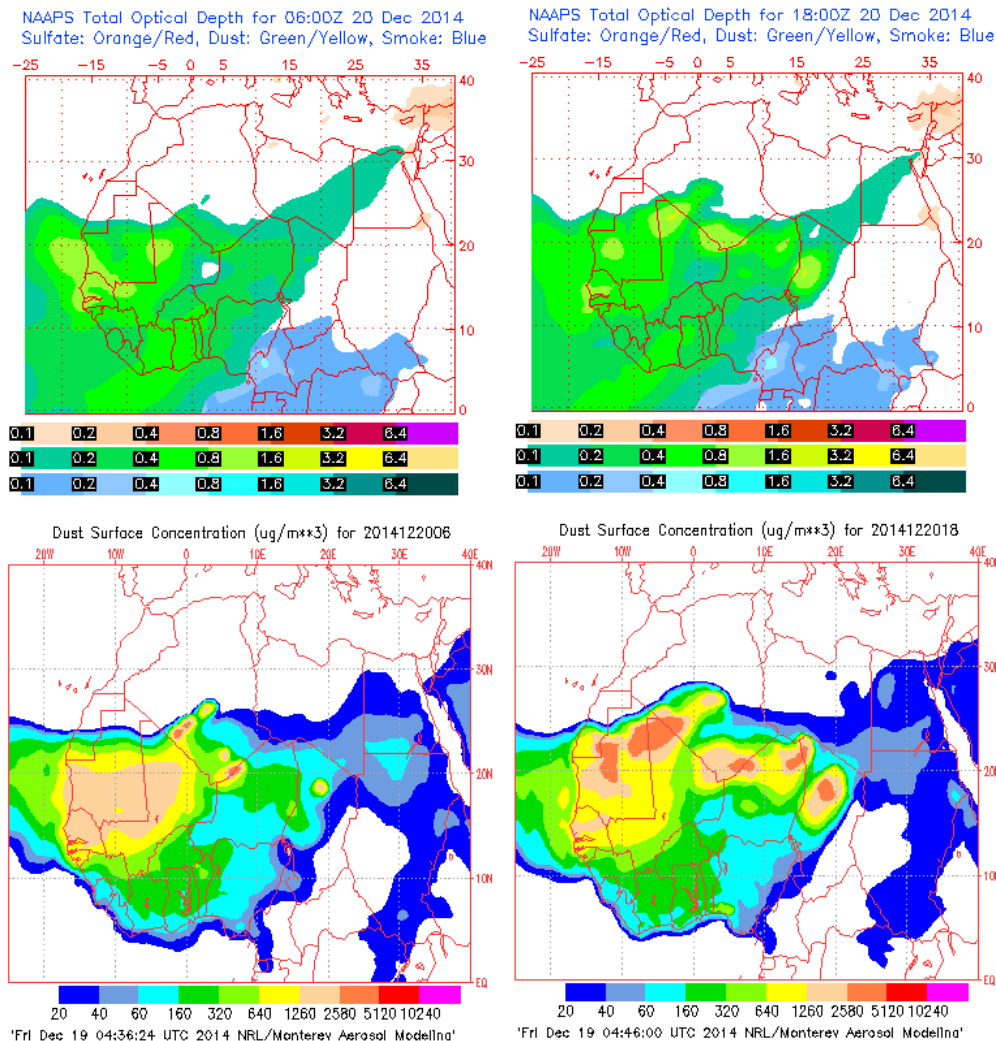 NAAPS Total Optical Depth for 06:00Z 20 Dec 2014
Sulfate: Orange/Red, Dust: Green/Yellow, Smoke: Blue
-25 -15 -5 0 5 15 25 35
40
30
20
10
0
0.1 0.2 0.4 0.8 1.6 3.2 6.4
0.1 0.2 0.4 0.8 1.6 3.2 6.4
0.1 0.2 0.4 0.8 1.6 3.2 6.4
NAAPS Total Optical Depth for 18:00Z 20 Dec 2014
Sulfate: Orange/Red, Dust: Green/Yellow, Smoke: Blue
-25 -15 -5 0 5 15 25 35
40
30
20
10
0
0.1 0.2 0.4 0.8 1.6 3.2 6.4
0.1 0.2 0.4 0.8 1.6 3.2 6.4
0.1 0.2 0.4 0.8 1.6 3.2 6.4
Dust Surface Concentration (ug/m**3) for 2014122006
20W 10W 0 10E 20E 30E 40E
40N
30N
20N
10N
EQ
20 40 60 160 320 640 1260 2580 5120 10240
'Fri Dec 19 04:36:24 UTC 2014 NRL/Monterey Aerosol Modeling'
Dust Surface Concentration (ug/m**3) for 2014122018
20W 10W 0 10E 20E 30E 40E
40N
30N
20N
10N
EQ
20 40 60 160 320 640 1260 2580 5120 10240
'Fri Dec 19 04:46:00 UTC 2014 NRL/Monterey Aerosol Modeling'